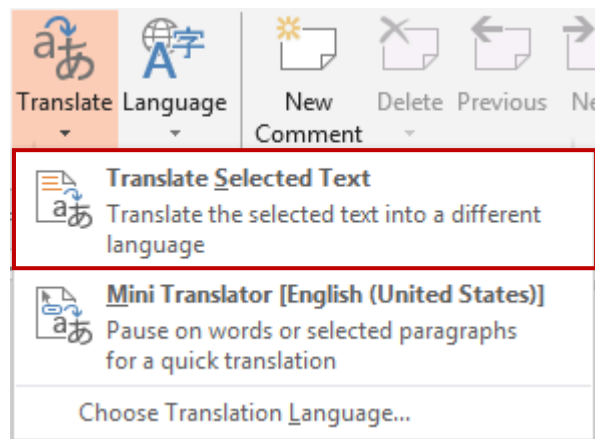 Translate Language New Comment Delete Previous Ne
Translate Selected Text
Translate the selected text into a different
language
Mini Translator [English (United States)]
Pause on words or selected paragraphs
for a quick translation
Choose Translation Language...